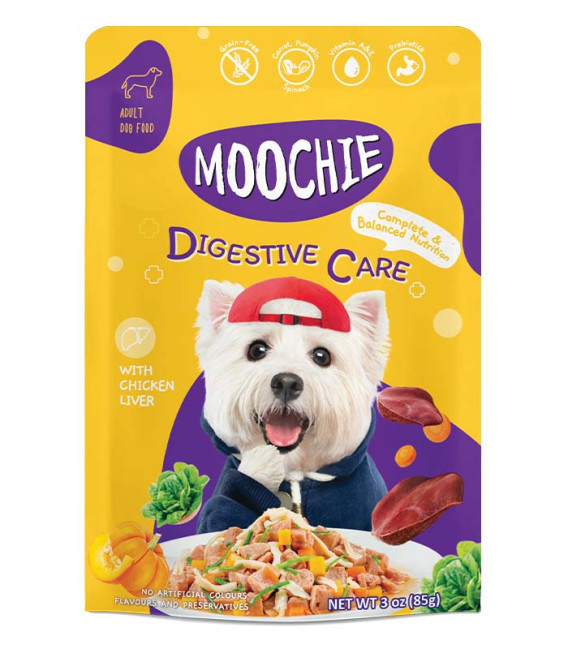 Grain-Free
Carrot, Pumpkin
Spinach
Vitamin A&E
Prebiotics
ADULT
DOG FOOD
MOOCHIE
Complete &
Balanced Nutrition
DIGESTIVE CARE
WITH
CHICKEN
LIVER
NO ARTIFICIAL COLOURS
FLAVOURS AND PRESERVATIVES
NET WT 3 oz (85g)